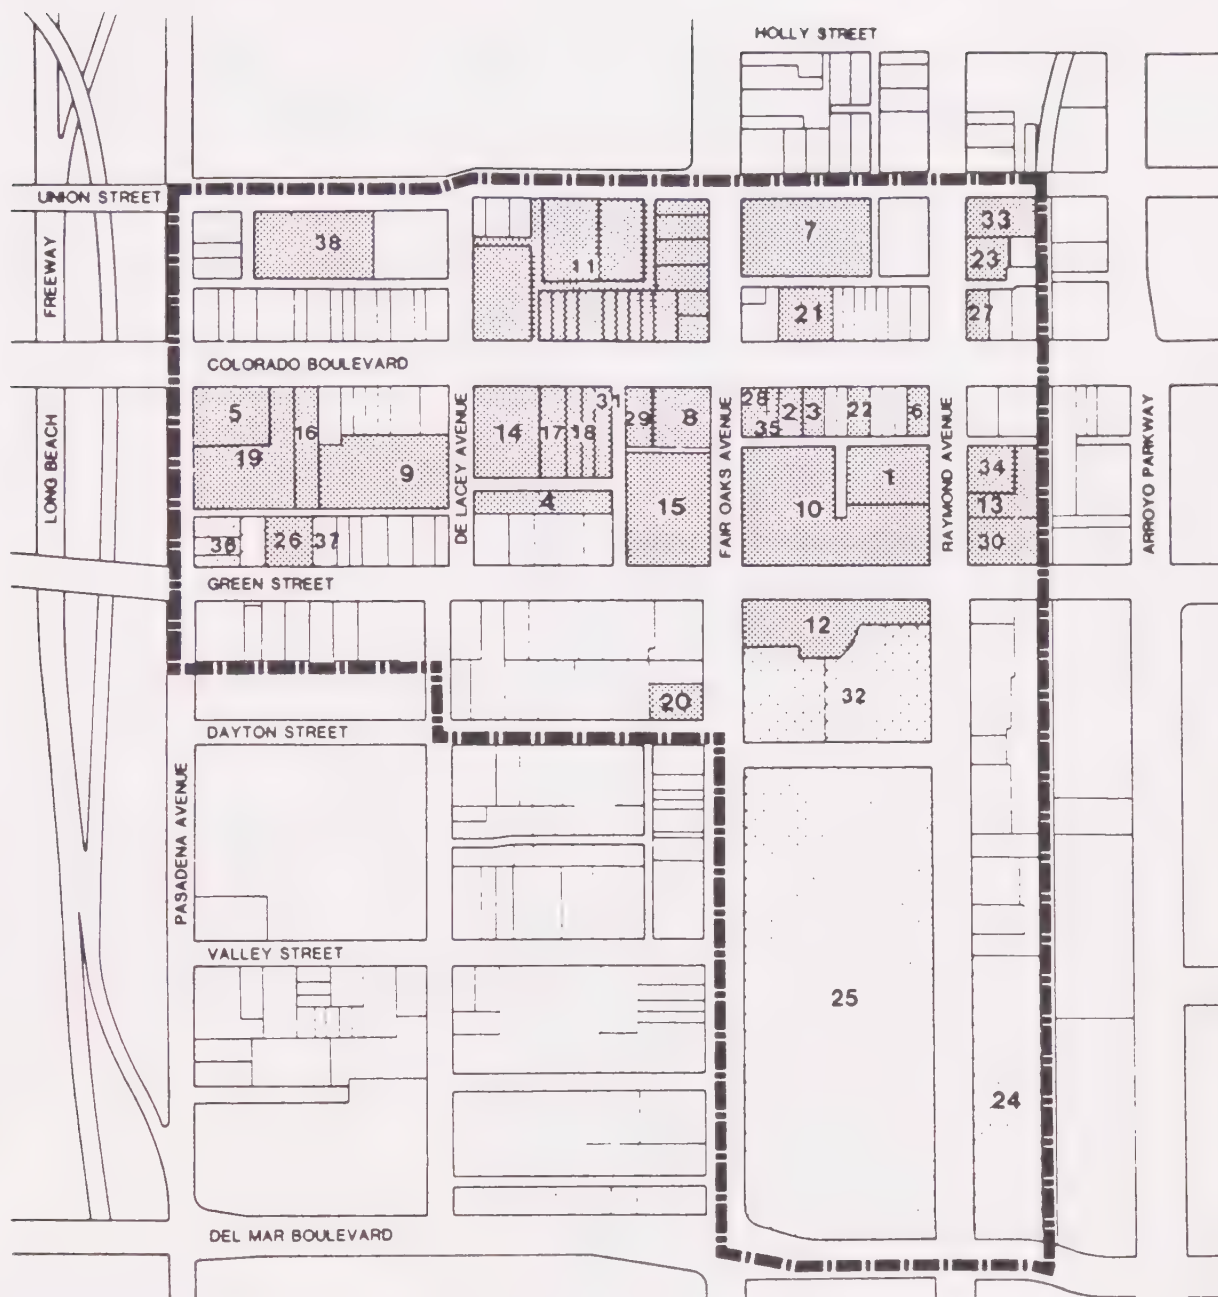 HOLLY STREET
UNION STREET
FREEWAY
38
11
7
33
23
21
27
COLORADO BOULEVARD
LONG BEACH
5
16
19
9
DE LACEY AVENUE
14
17
18
31
4
29
8
15
FAIR OAKS AVENUE
28
35
2
3
22
6
10
1
RAYMOND AVENUE
34
13
30
ARROYO PARKWAY
36
26
37
GREEN STREET
12
32
20
DAYTON STREET
PASADENA AVENUE
VALLEY STREET
25
24
DEL MAR BOULEVARD